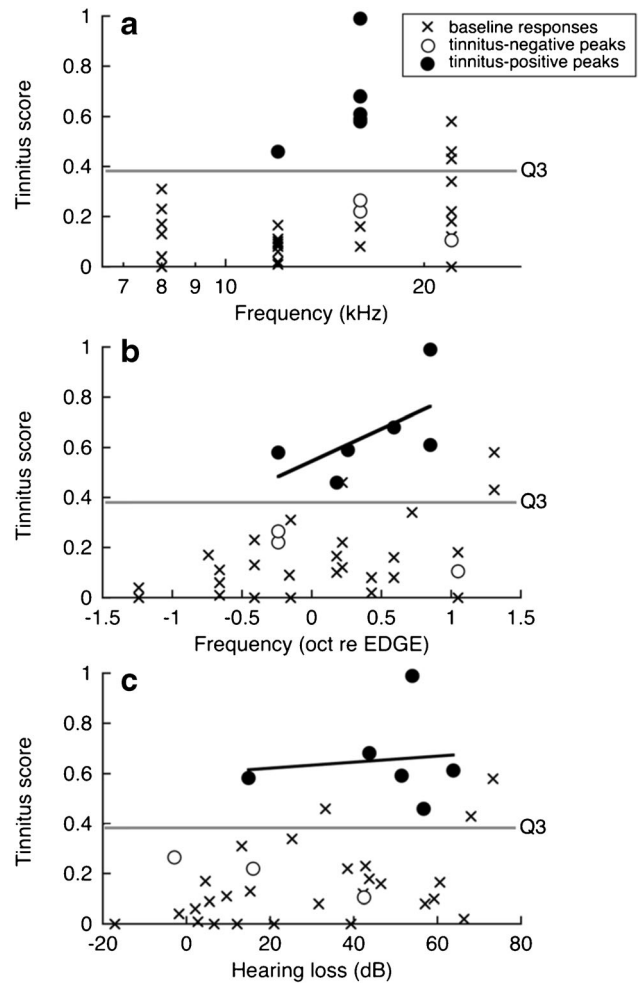 a
baseline responses
tinnitus-negative peaks
tinnitus-positive peaks
1
0.8
0.6
0.4
0.2
0
Tinnitus score
Q3
7 8 9 10 20
Frequency (kHz)
b
1
0.8
0.6
0.4
0.2
0
Tinnitus score
Q3
-1.5 -1 -0.5 0 0.5 1 1.5
Frequency (oct re EDGE)
c
1
0.8
0.6
0.4
0.2
0
Tinnitus score
Q3
-20 0 20 40 60 80
Hearing loss (dB)